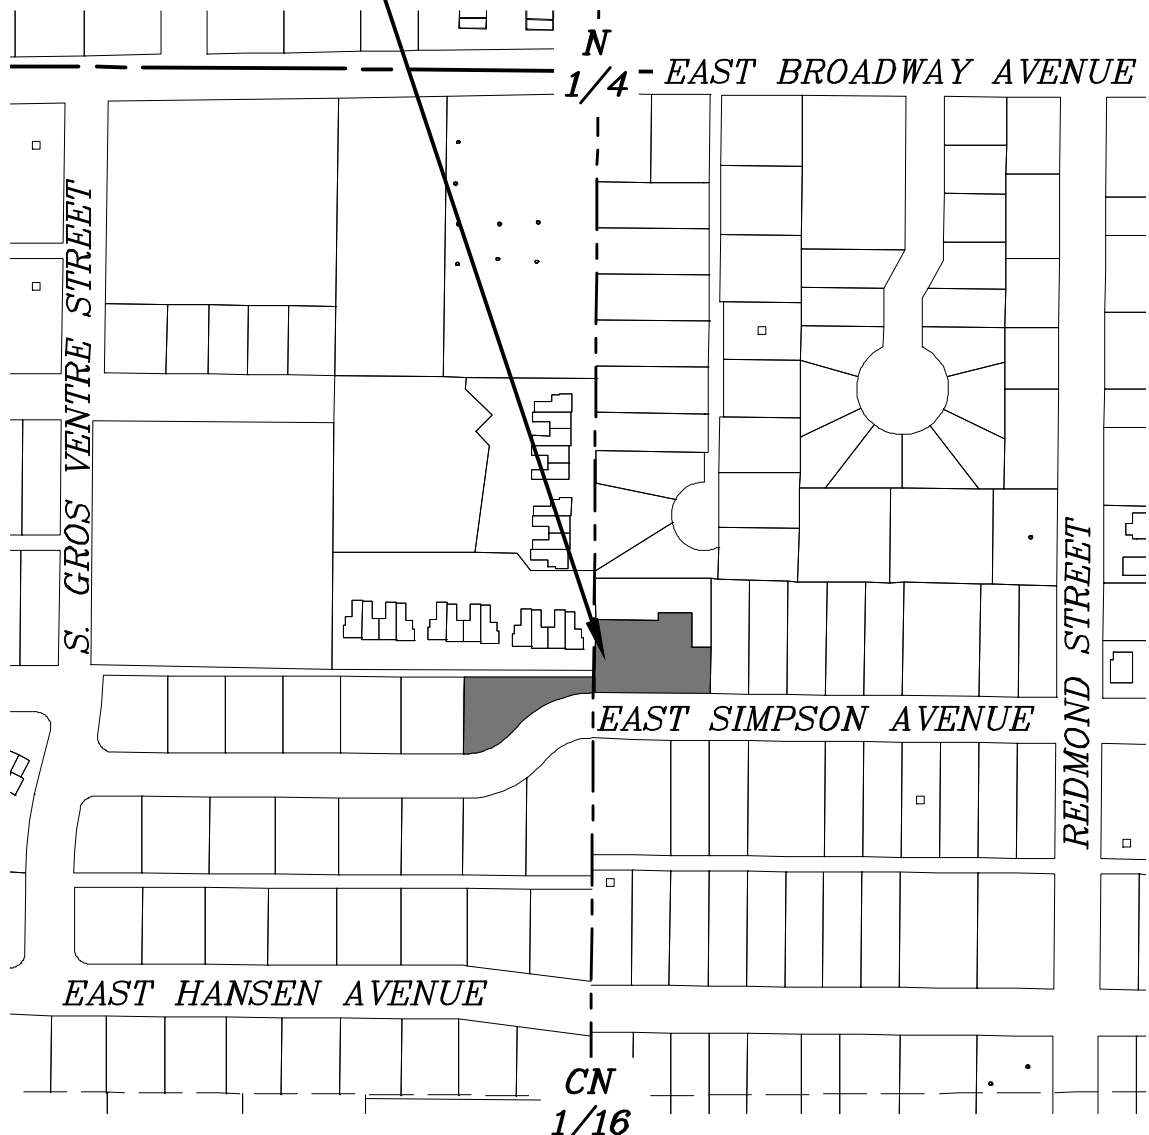 N
1/4
EAST BROADWAY AVENUE
S. GROS VENTRE STREET
REDMOND STREET
EAST SIMPSON AVENUE
EAST HANSEN AVENUE
CN
1/16